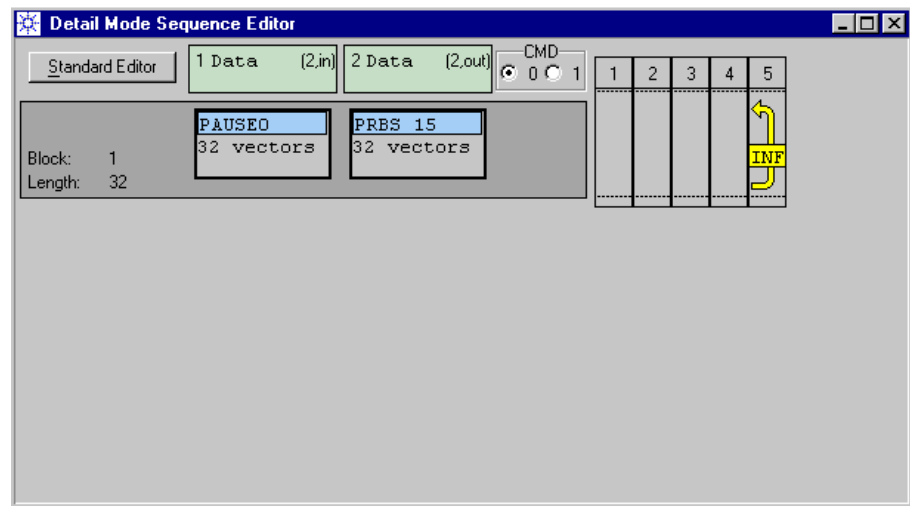 Detail Mode Sequence Editor
Standard Editor
1 Data (2,in)
2 Data (2,out)
CMD
0 1
1 2 3 4 5
PAUSE0
32 vectors
PRBS 15
32 vectors
Block: 1
Length: 32
INF